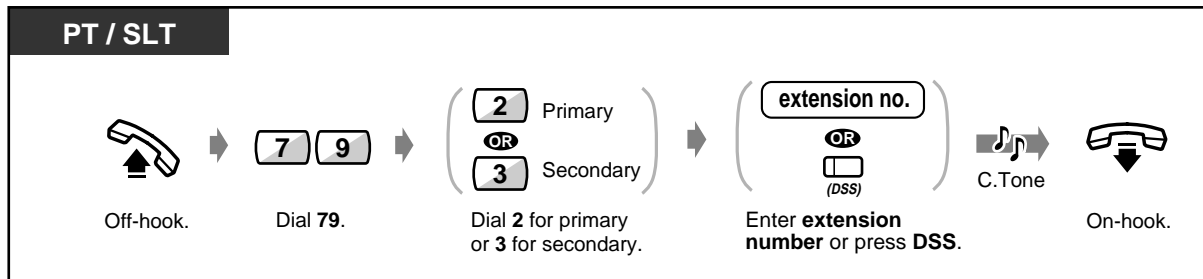 PT / SLT
2 Primary
OR
3 Secondary
7 9
extension no.
OR
(DSS)
C.Tone
Off-hook.
Dial 79.
Dial 2 for primary
or 3 for secondary.
Enter extension
number or press DSS.
On-hook.